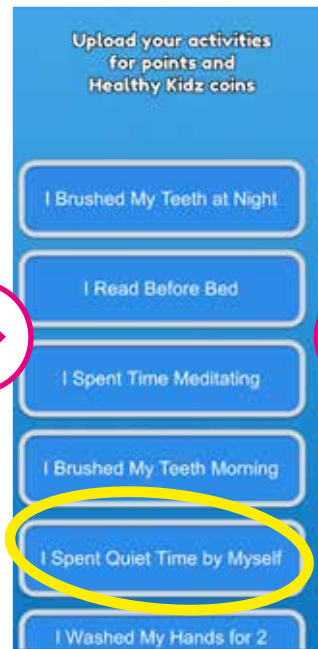 Upload your activities
for points and
Healthy Kidz coins
I Brushed My Teeth at Night
I Read Before Bed
I Spent Time Meditating
I Brushed My Teeth Morning
I Spent Quiet Time by Myself
I Washed My Hands for 2